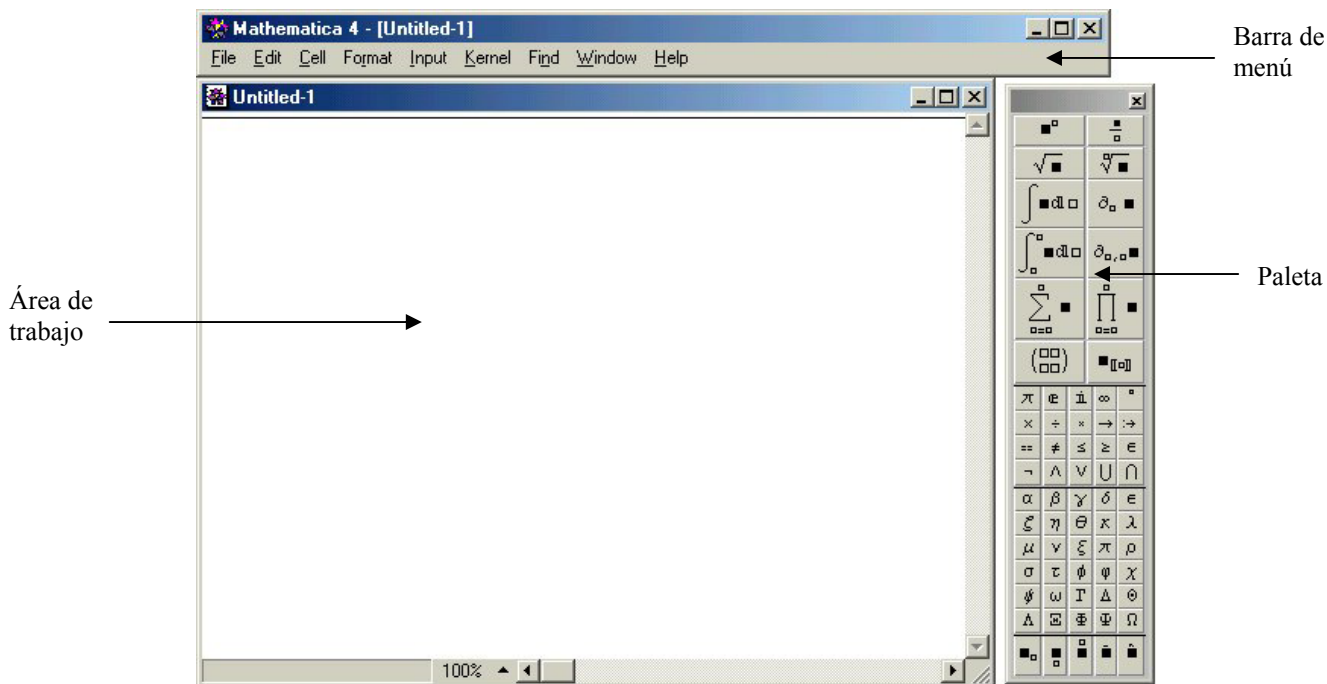 Mathematica 4 - [Untitled-1]
File Edit Cell Format Input Kernel Find Window Help
Barra de
menú
Untitled-1
■▫ ■/▫
√■ ▫√■
∫■ⅆ▫ ∂▫ ■
∫▫▫■ⅆ▫ ∂▫,▫■
Paleta
Área de
trabajo
▫∑▫=▫ ■ ▫∏▫=▫ ■
(▫▫▫▫) ■⟦▫⟧
π ⅇ ⅈ ∞ °
× ÷ × → :→
== ≠ ≤ ≥ ∈
¬ ∧ ∨ ∪ ∩
α β γ δ ϵ
ζ η θ κ λ
μ ν ξ π ρ
σ τ ϕ φ χ
ψ ω Γ Δ Θ
Λ Ξ Φ Ψ Ω
100%